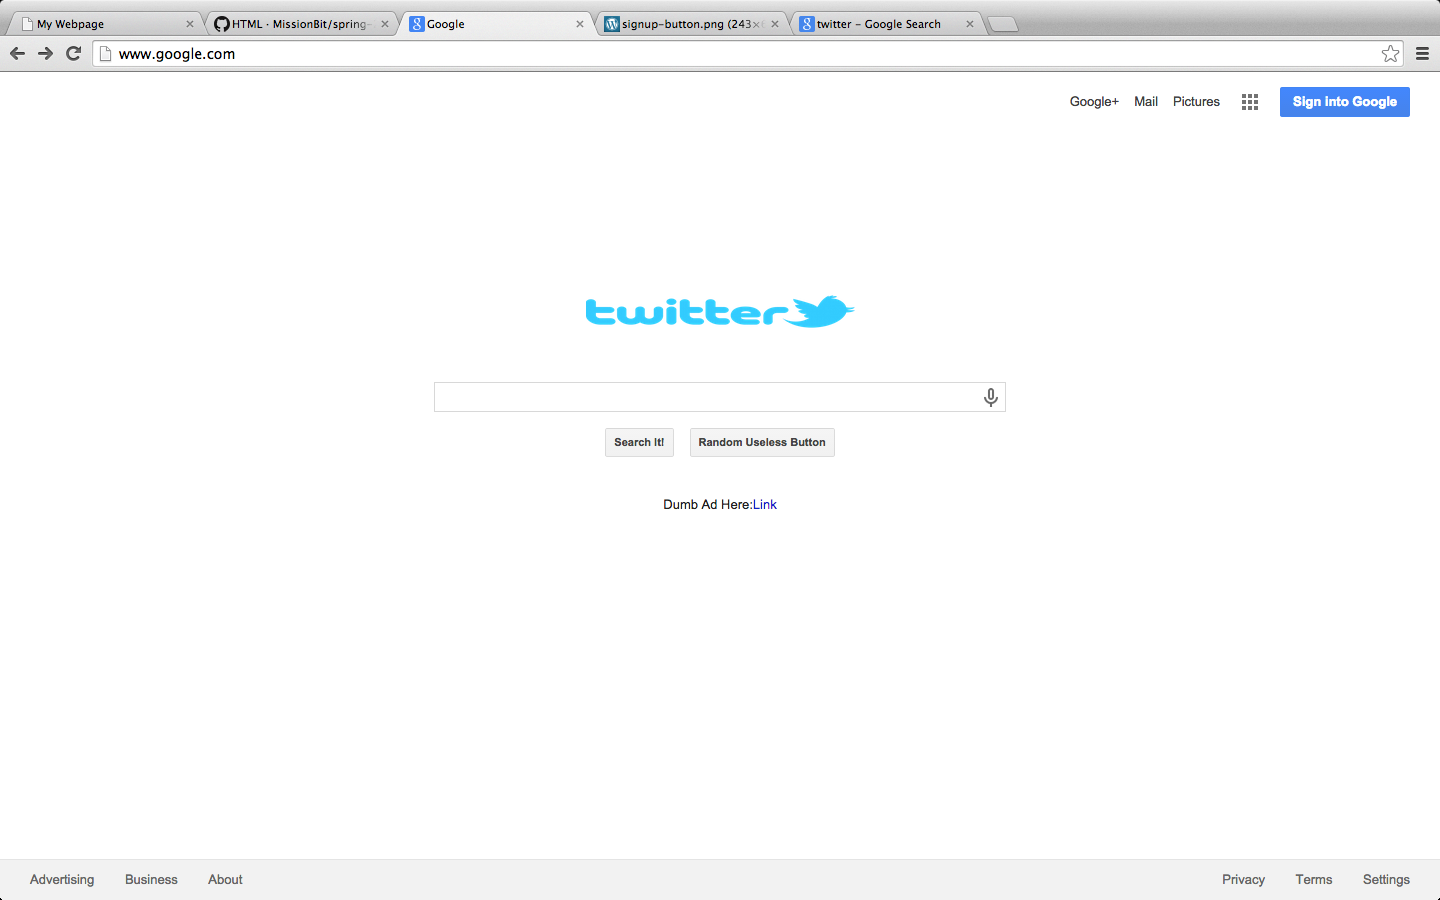 My Webpage
HTML · MissionBit/spring-
Google
signup-button.png (243×
twitter - Google Search
www.google.com
Google+ Mail Pictures
Sign into Google
twitter
Search It!
Random Useless Button
Dumb Ad Here:Link
Advertising Business About
Privacy Terms Settings